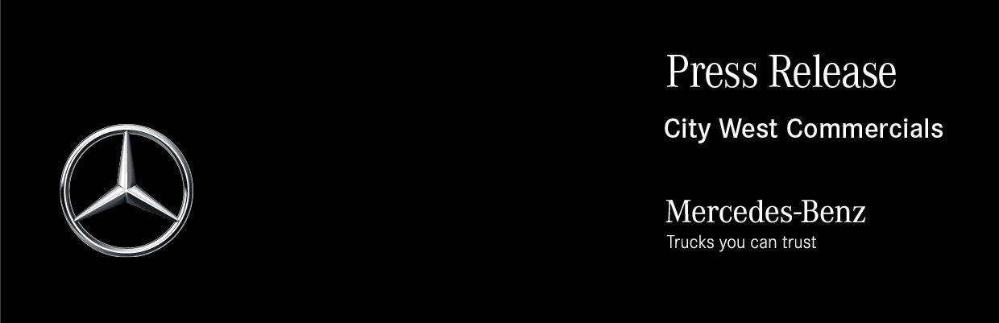 Press Release
City West Commercials
Mercedes-Benz
Trucks you can trust